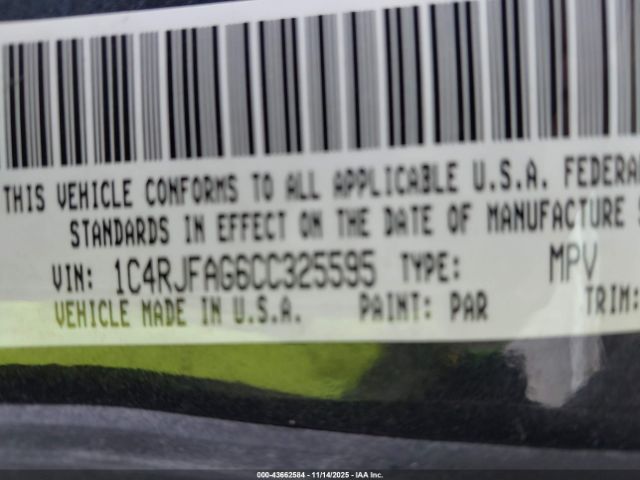 THIS VEHICLE CONFORMS TO ALL APPLICABLE U.S.A. FEDERA
STANDARDS IN EFFECT ON THE DATE OF MANUFACTURE
VIN: 1C4RJFAG6CC325595 TYPE: MPV
VEHICLE MADE IN U.S.A. PAINT: PAR TRIM:
000-43662584 - 11/14/2025 - IAA Inc.